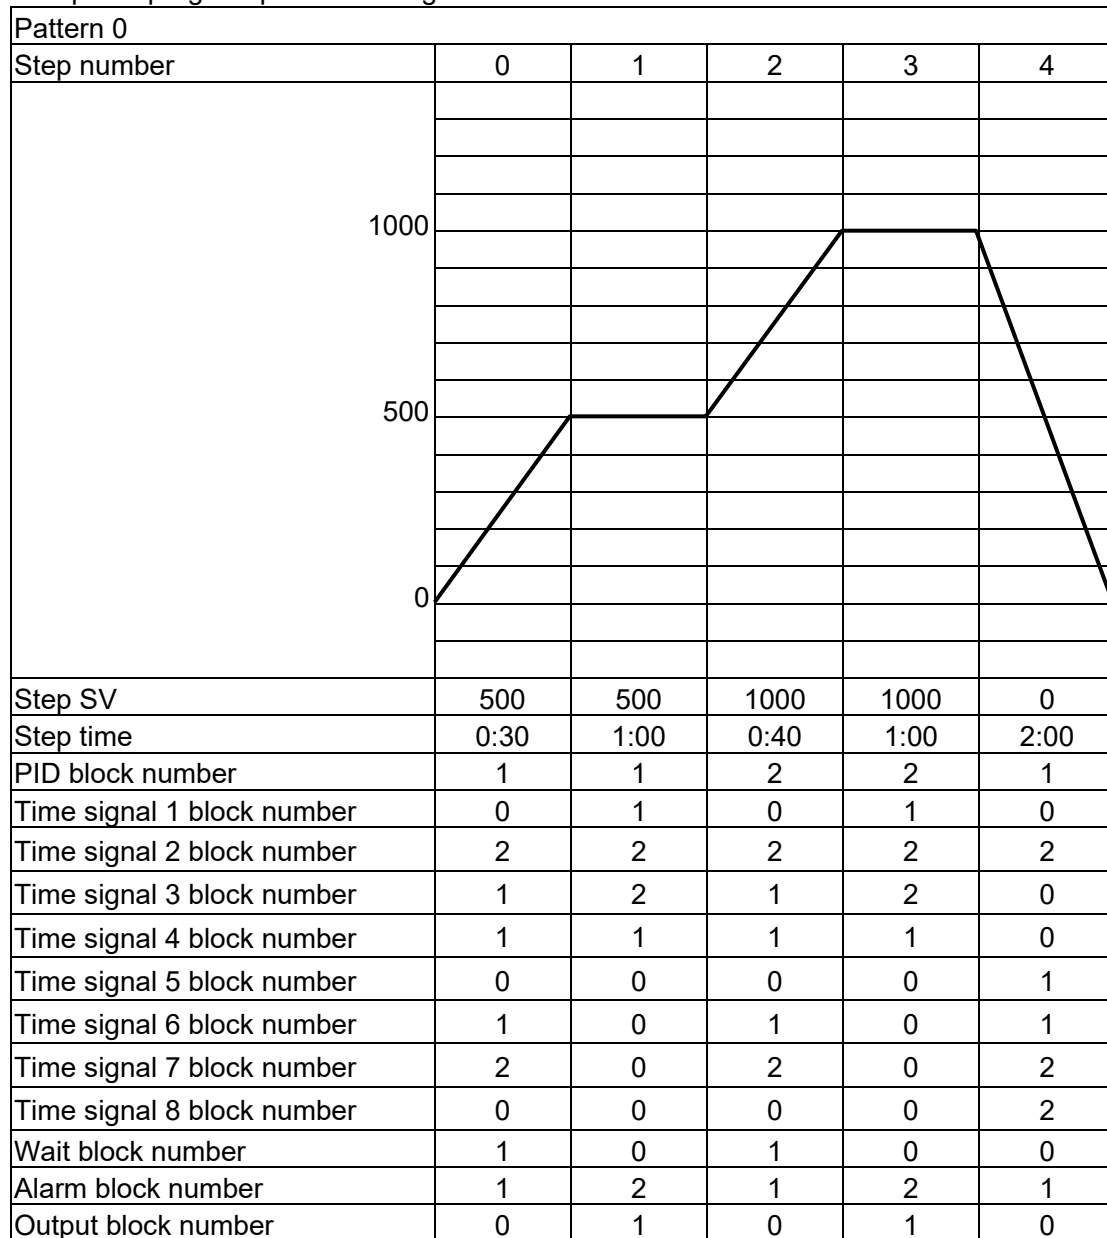 Pattern 0
Step number 0 1 2 3 4
1000
500
0
Step SV 500 500 1000 1000 0
Step time 0:30 1:00 0:40 1:00 2:00
PID block number 1 1 2 2 1
Time signal 1 block number 0 1 0 1 0
Time signal 2 block number 2 2 2 2 2
Time signal 3 block number 1 2 1 2 0
Time signal 4 block number 1 1 1 1 0
Time signal 5 block number 0 0 0 0 1
Time signal 6 block number 1 0 1 0 1
Time signal 7 block number 2 0 2 0 2
Time signal 8 block number 0 0 0 0 2
Wait block number 1 0 1 0 0
Alarm block number 1 2 1 2 1
Output block number 0 1 0 1 0